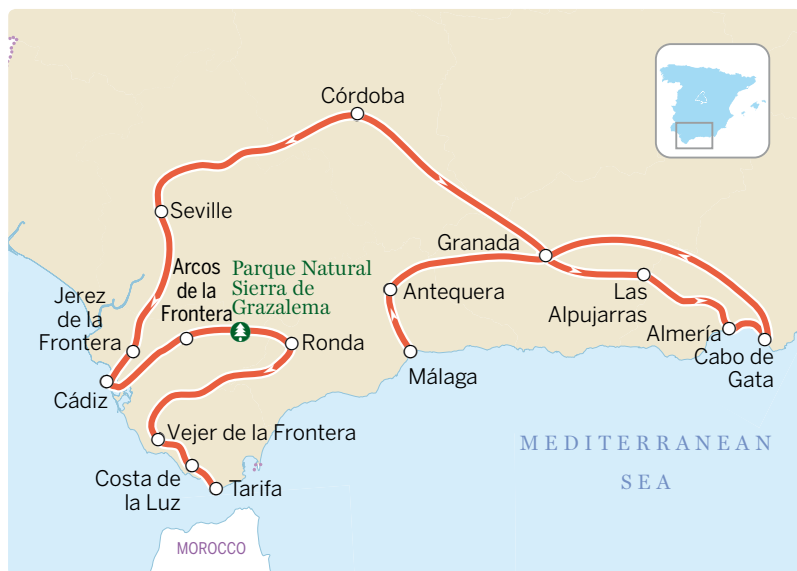 Córdoba
Seville
Granada
Arcos
de la
Frontera
Parque Natural
Sierra de
Grazalema
Jerez
de la
Frontera
Antequera
Las
Alpujarras
Ronda
Almería
Málaga
Cabo de
Gata
Cádiz
Vejer de la Frontera
MEDITERRANEAN
SEA
Costa de
la Luz
Tarifa
MOROCCO